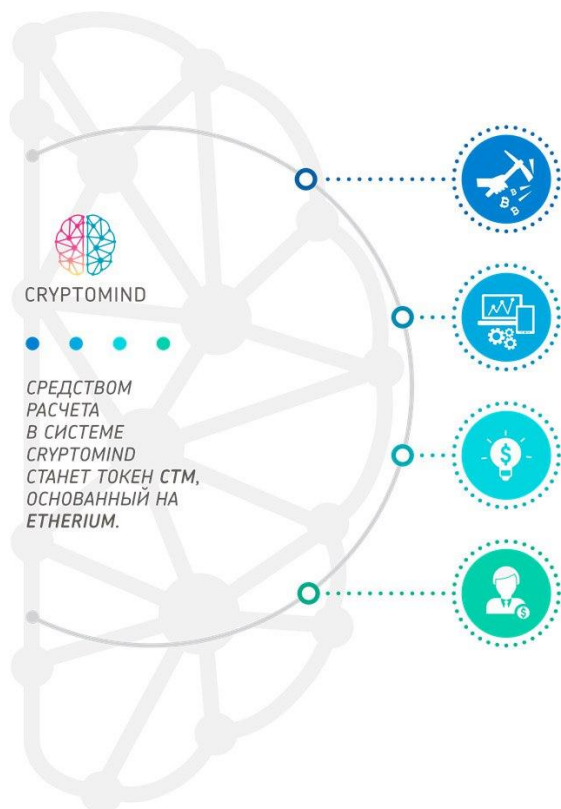 CRYPTOMIND
СРЕДСТВОМ
РАСЧЕТА
В СИСТЕМЕ
CRYPTOMIND
СТАНЕТ ТОКЕН CTM,
ОСНОВАННЫЙ НА
ETHERIUM.